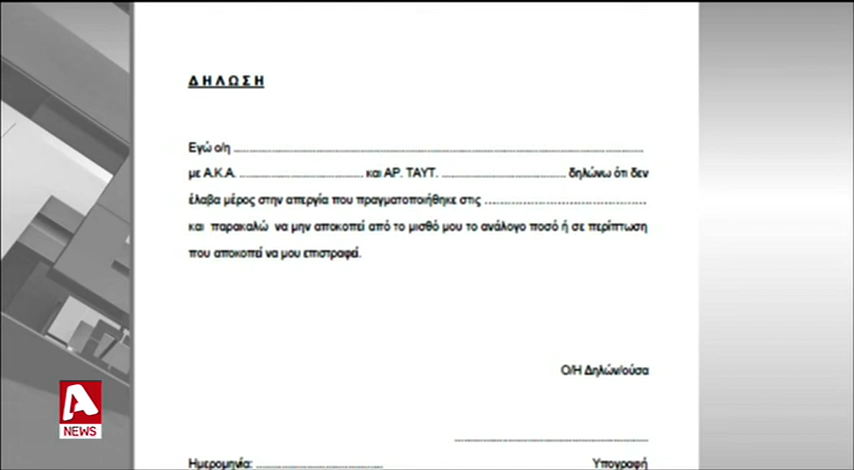 Δ Η Λ Ω Σ Η
Εγώ ο/η ..........................................................................................................................
με Α.Κ.Α. ..................................... και ΑΡ. ΤΑΥΤ. ..................................... δηλώνω ότι δεν
έλαβα μέρος στην απεργία που πραγματοποιήθηκε στις ................................................
και παρακαλώ να μην αποκοπεί από το μισθό μου το ανάλογο ποσό ή σε περίπτωση
που αποκοπεί να μου επιστραφεί.
Ο/Η Δηλών/ούσα
Ημερομηνία: ...................................... Υπογραφή
A
NEWS